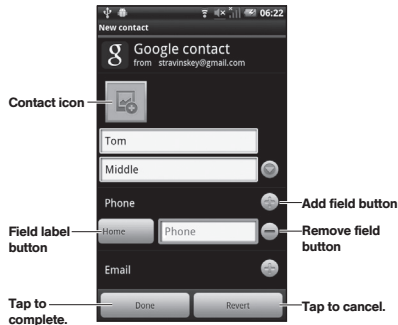 06:22
New contact
g Google contact
from stravinskey@gmail.com
Contact icon
Tom
Middle
Phone
Add field button
Field label
button
Home
Phone
Remove field
button
Email
Tap to
complete.
Done
Revert
Tap to cancel.